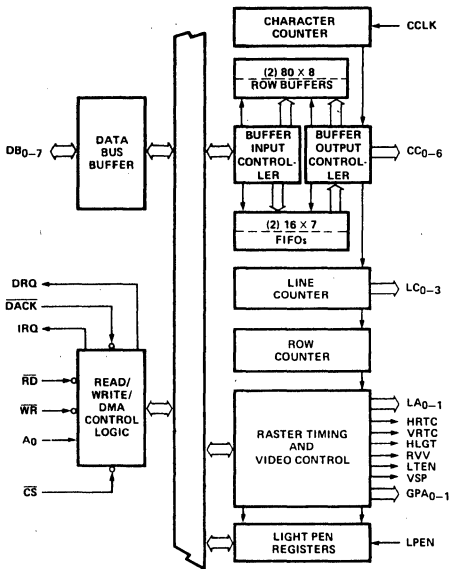 CHARACTER
COUNTER
CCLK
(2) 80 X 8
ROW BUFFERS
DB0-7
DATA
BUS
BUFFER
BUFFER
INPUT
CONTROL-
LER
BUFFER
OUTPUT
CONTROL-
LER
CC0-6
(2) 16 X 7
FIFOs
DRQ
DACK
IRQ
LINE
COUNTER
LC0-3
ROW
COUNTER
RD
WR
A0
CS
READ/
WRITE/
DMA
CONTROL
LOGIC
RASTER TIMING
AND
VIDEO CONTROL
LA0-1
HRTC
VRTC
HLGT
RVV
LTEN
VSP
GPA0-1
LIGHT PEN
REGISTERS
LPEN